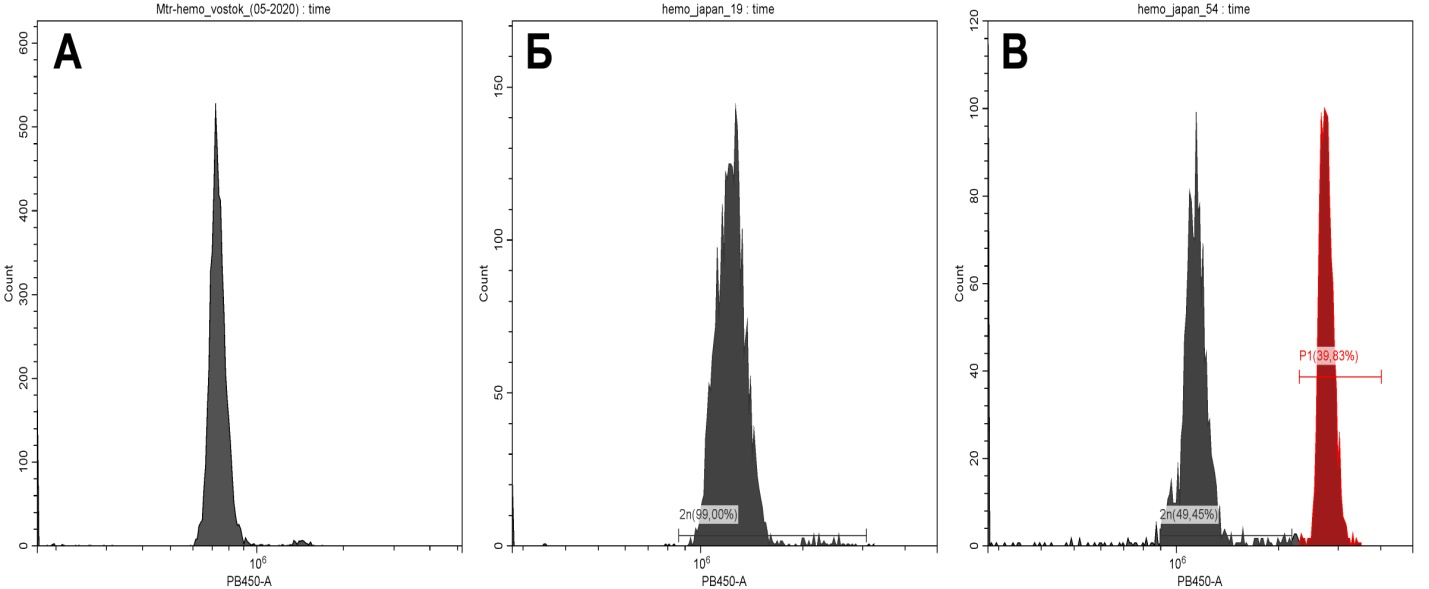 Mtr-hemo_vostok_(05-2020) : time
А
600
500
400
300
200
100
0
Count
10⁶
PB450-A
hemo_japan_19 : time
Б
150
100
50
0
Count
2n(99,00%)
10⁶
PB450-A
hemo_japan_54 : time
В
120
100
80
60
40
20
0
Count
P1(39,83%)
2n(49,45%)
10⁶
PB450-A